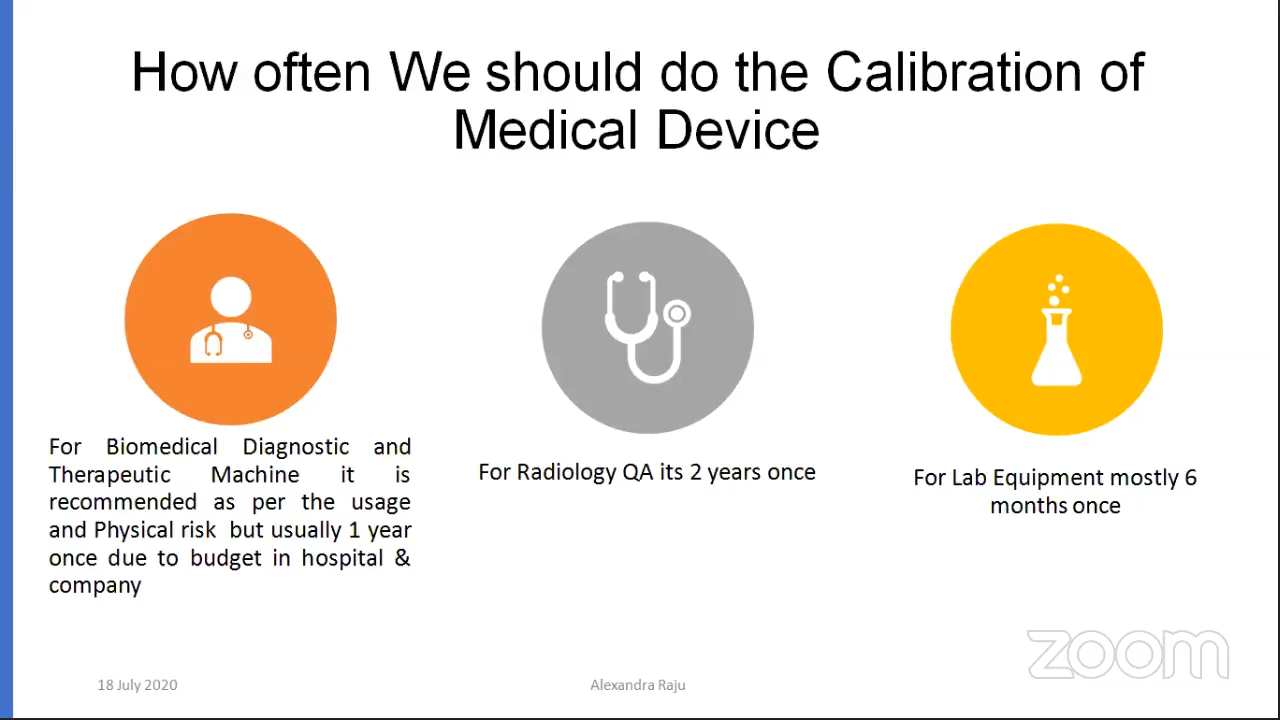 How often We should do the Calibration of
Medical Device
For Biomedical Diagnostic and
Therapeutic Machine it is
recommended as per the usage
and Physical risk but usually 1 year
once due to budget in hospital &
company
For Radiology QA its 2 years once
For Lab Equipment mostly 6
months once
zoom
18 July 2020
Alexandra Raju